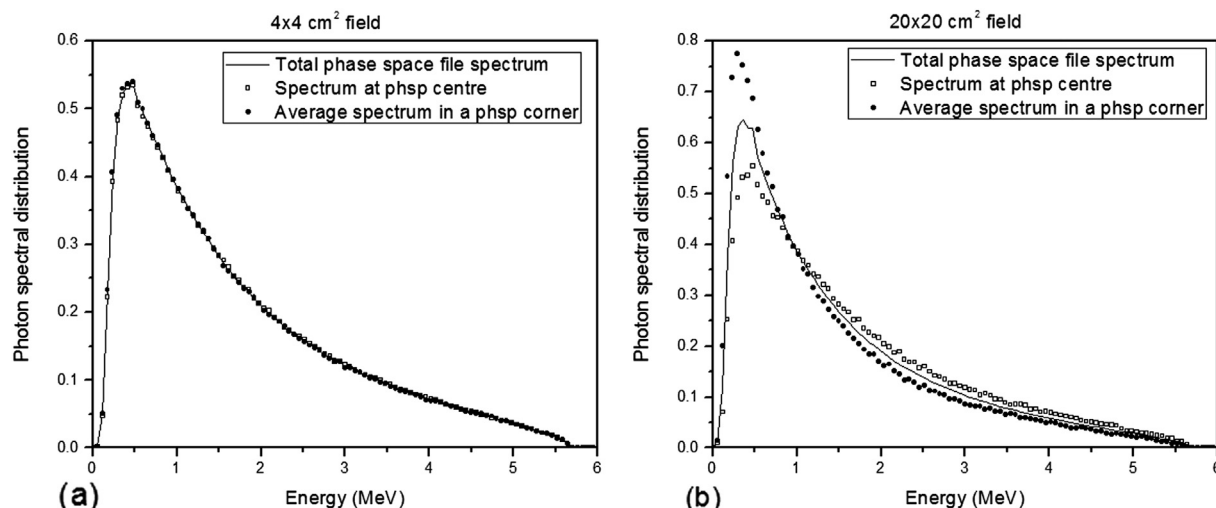 4x4 cm² field
0.6
0.5
0.4
0.3
0.2
0.1
0.0
Photon spectral distribution
Total phase space file spectrum
Spectrum at phsp centre
Average spectrum in a phsp corner
0 1 2 3 4 5 6
Energy (MeV)
(a)
20x20 cm² field
0.8
0.7
0.6
0.5
0.4
0.3
0.2
0.1
0.0
Photon spectral distribution
Total phase space file spectrum
Spectrum at phsp centre
Average spectrum in a phsp corner
0 1 2 3 4 5 6
Energy (MeV)
(b)